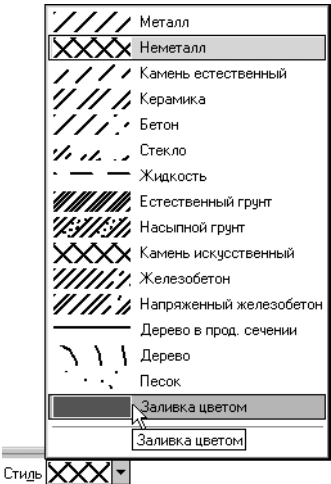 Металл
Неметалл
Камень естественный
Керамика
Бетон
Стекло
Жидкость
Естественный грунт
Насыпной грунт
Камень искусственный
Железобетон
Напряженный железобетон
Дерево в прод. сечении
Дерево
Песок
Заливка цветом
Заливка цветом
Стиль